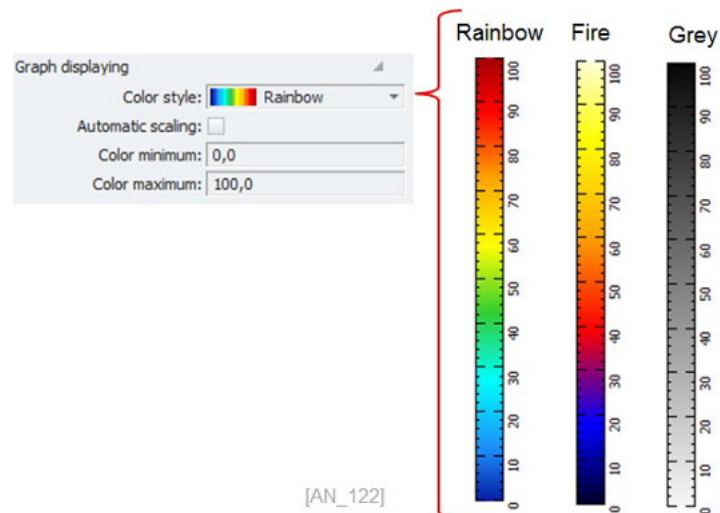 Graph displaying
Color style: Rainbow
Automatic scaling:
Color minimum: 0,0
Color maximum: 100,0
[AN_122]
Rainbow Fire Grey
100 100 100
90 90 90
80 80 80
70 70 70
60 60 60
50 50 50
40 40 40
30 30 30
20 20 20
10 10 10
0 0 0